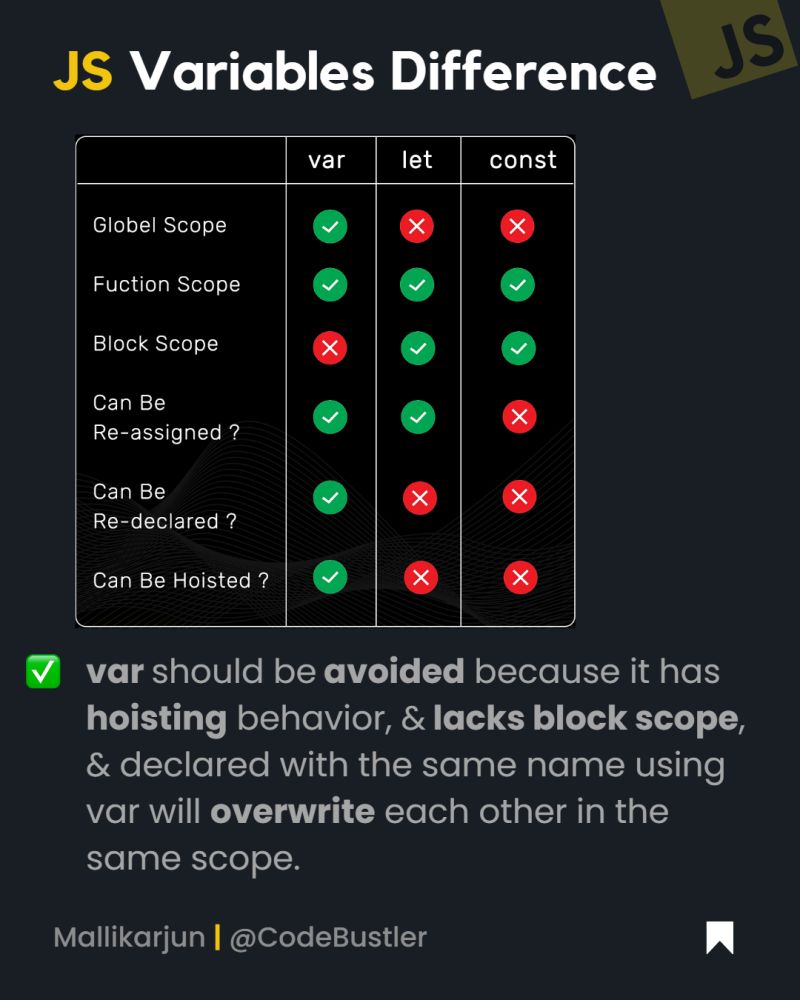 JS Variables Difference
JS
var let const
Globel Scope
Fuction Scope
Block Scope
Can Be
Re-assigned ?
Can Be
Re-declared ?
Can Be Hoisted ?
var should be avoided because it has
hoisting behavior, & lacks block scope,
& declared with the same name using
var will overwrite each other in the
same scope.
Mallikarjun | @CodeBustler